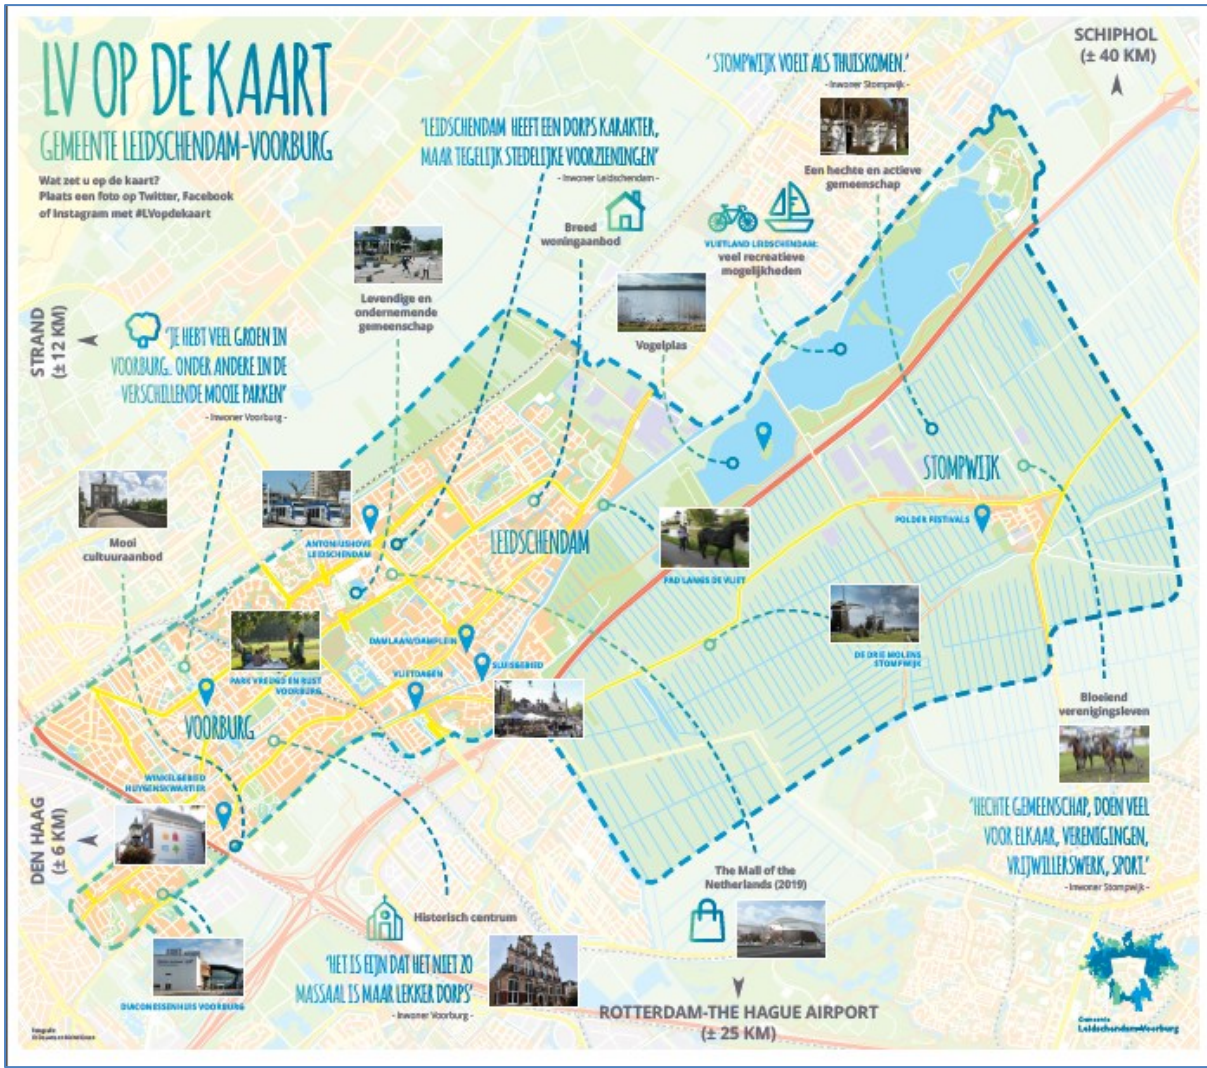 LV OP DE KAART
GEMEENTE LEIDSCHENDAM-VOORBURG
Wat zet u op de kaart?
Plaats een foto op Twitter, Facebook
of Instagram met #LVopdekaart
SCHIPHOL
(± 40 KM)
'STOMPWIJK VOELT ALS THUISKOMEN.'
- Inwoner Stompwijk -
Een hechte en actieve
gemeenschap
'LEIDSCHENDAM HEEFT EEN DORPS KARAKTER,
MAAR TEGELIJK STEDELIJKE VOORZIENINGEN'
- Inwoner Leidschendam -
Breed
woningaanbod
VLIETLAND LEIDSCHENDAM:
veel recreatieve
mogelijkheden
Levendige en
ondernemende
gemeenschap
Vogelplas
STRAND
(± 12 KM)
'JE HEBT VEEL GROEN IN
VOORBURG.. ONDER ANDERE IN DE
VERSCHILLENDE MOOIE PARKEN'
- Inwoner Voorburg -
Mooi
cultuuraanbod
ANTONIUSHOVE
LEIDSCHENDAM
LEIDSCHENDAM
STOMPWIJK
POLDER FESTIVALS
PAD LANGS DE VLIET
DE DRIE MOLENS
STOMPWIJK
DAMLAAN/DAMPLEIN
SLUISGEBIED
VLIETDAGEN
PARK VREUGD EN RUST
VOORBURG
VOORBURG
WINKELGEBIED
HUYGENSKWARTIER
Bloeiend
verenigingsleven
'HECHTE GEMEENSCHAP, DOEN VEEL
VOOR ELKAAR, VERENIGINGEN,
VRIJWILLERSWERK, SPORT.'
- Inwoner Stompwijk -
DEN HAAG
(± 6 KM)
The Mall of the
Netherlands (2019)
Historisch centrum
'HET IS FIJN DAT HET NIET ZO
MASSAAL IS MAAR LEKKER DORPS'
- Inwoner Voorburg -
DIACONESSENHUIS VOORBURG
ROTTERDAM-THE HAGUE AIRPORT
(± 25 KM)
Gemeente
Leidschendam-Voorburg